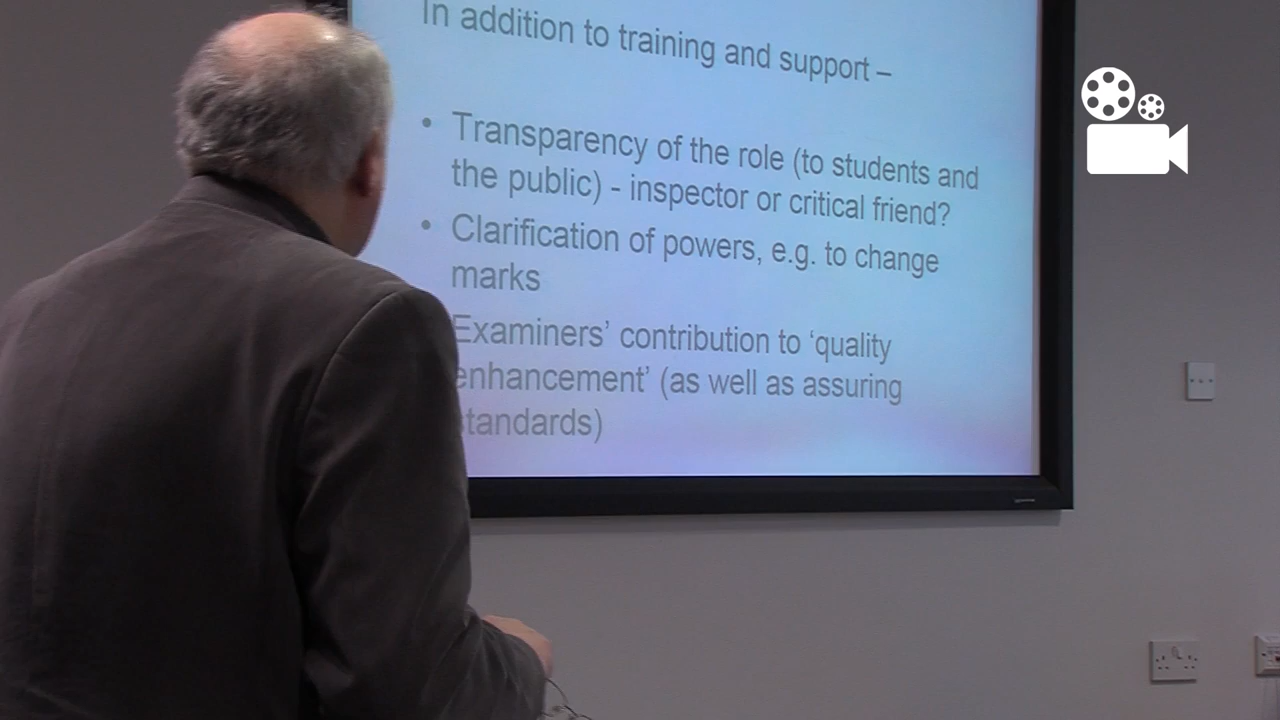 In addition to training and support –
• Transparency of the role (to students and
the public) - inspector or critical friend?
• Clarification of powers, e.g. to change
marks
Examiners’ contribution to ‘quality
enhancement’ (as well as assuring
standards)